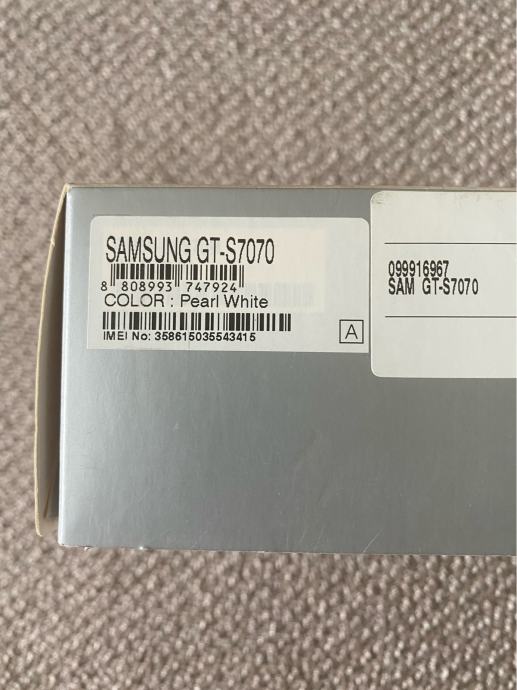 SAMSUNG GT-S7070
8 808993 747924
COLOR : Pearl White
IMEI No: 358615035543415
A
099916967
SAM GT-S7070